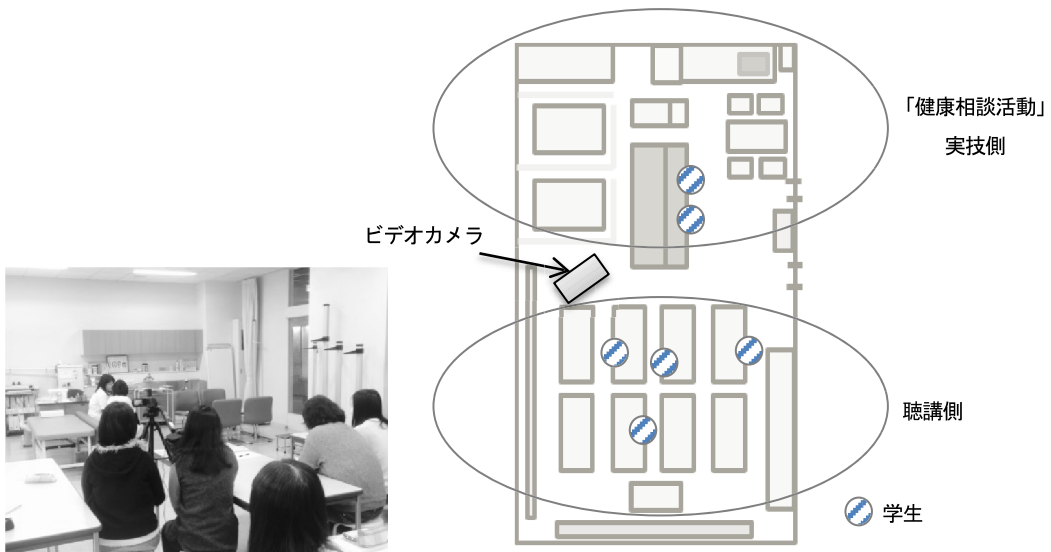 「健康相談活動」
実技側
ビデオカメラ
聴講側
学生